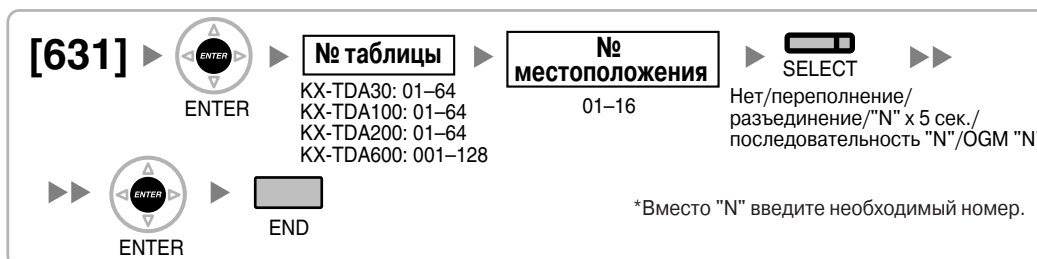 [631]
ENTER
ENTER
№ таблицы
KX-TDA30: 01–64
KX-TDA100: 01–64
KX-TDA200: 01–64
KX-TDA600: 001–128
№
местоположения
01–16
SELECT
Нет/переполнение/
разъединение/"N" x 5 сек./
последовательность "N"/OGM "N"
ENTER
ENTER
END
*Вместо "N" введите необходимый номер.